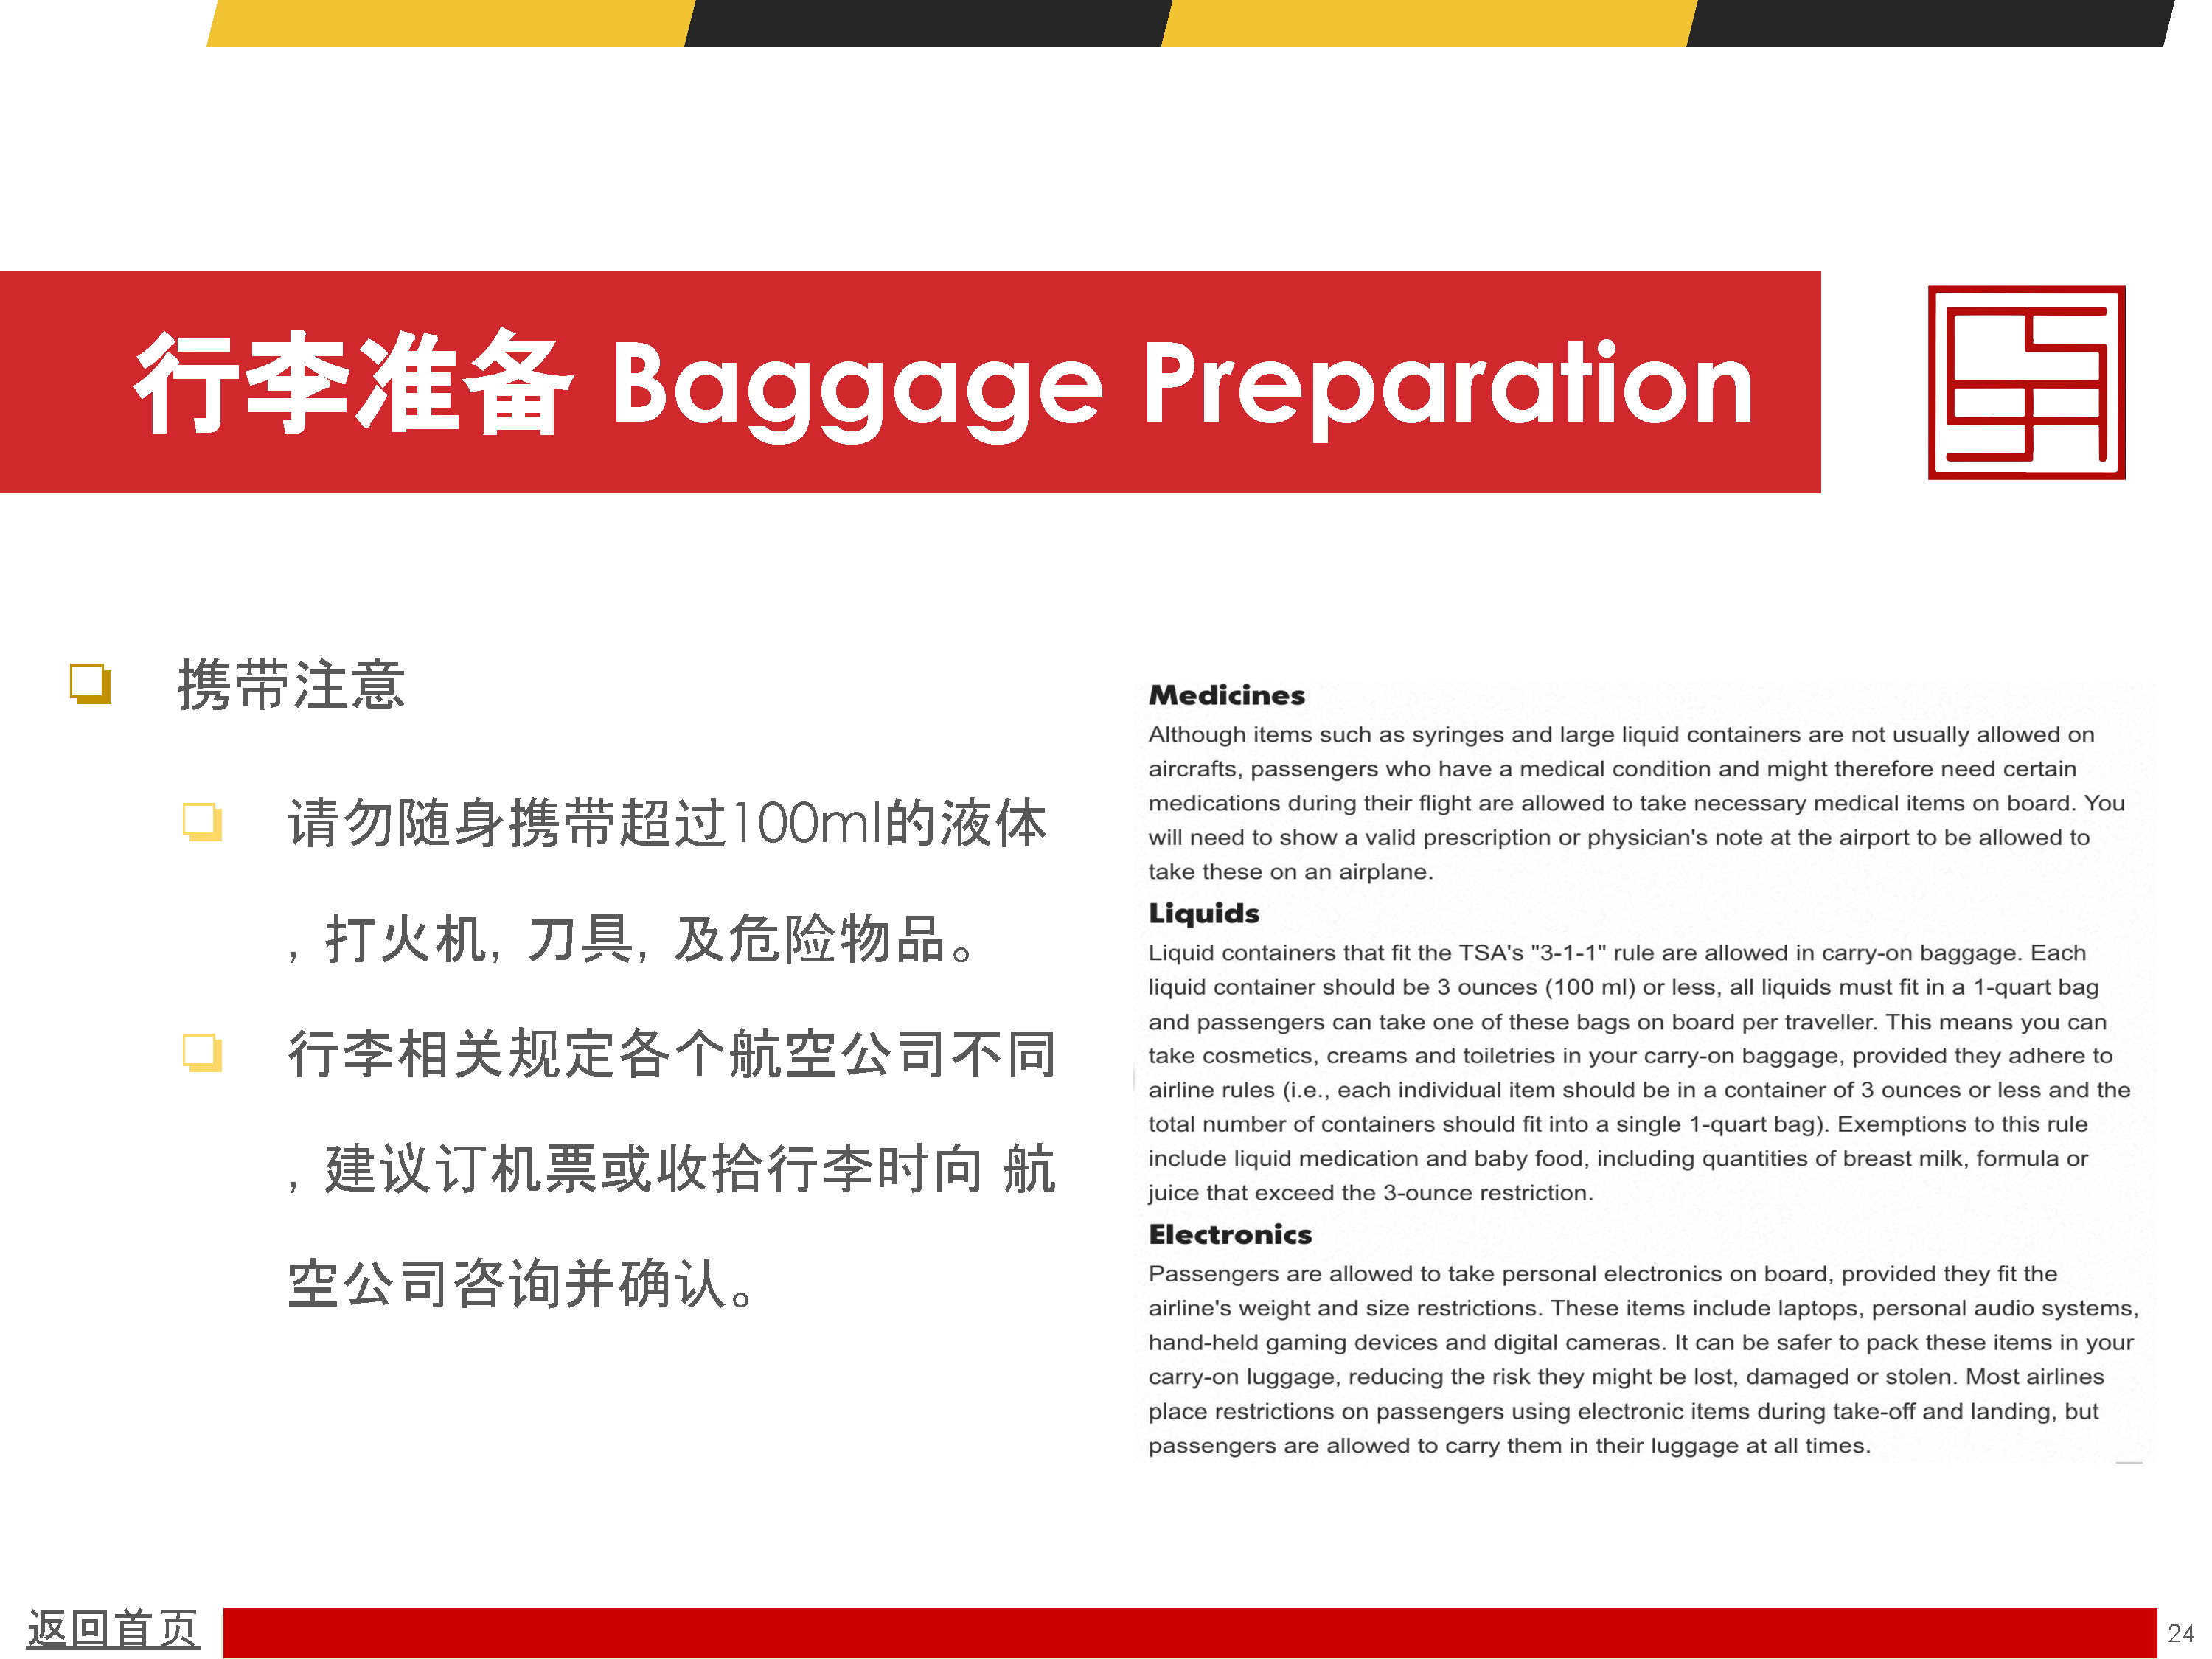 行李准备 Baggage Preparation
携带注意
请勿随身携带超过100ml的液体
，打火机，刀具，及危险物品。
行李相关规定各个航空公司不同
，建议订机票或收拾行李时向 航
空公司咨询并确认。
Medicines
Although items such as syringes and large liquid containers are not usually allowed on
aircrafts, passengers who have a medical condition and might therefore need certain
medications during their flight are allowed to take necessary medical items on board. You
will need to show a valid prescription or physician's note at the airport to be allowed to
take these on an airplane.
Liquids
Liquid containers that fit the TSA's "3-1-1" rule are allowed in carry-on baggage. Each
liquid container should be 3 ounces (100 ml) or less, all liquids must fit in a 1-quart bag
and passengers can take one of these bags on board per traveller. This means you can
take cosmetics, creams and toiletries in your carry-on baggage, provided they adhere to
airline rules (i.e., each individual item should be in a container of 3 ounces or less and the
total number of containers should fit into a single 1-quart bag). Exemptions to this rule
include liquid medication and baby food, including quantities of breast milk, formula or
juice that exceed the 3-ounce restriction.
Electronics
Passengers are allowed to take personal electronics on board, provided they fit the
airline's weight and size restrictions. These items include laptops, personal audio systems,
hand-held gaming devices and digital cameras. It can be safer to pack these items in your
carry-on luggage, reducing the risk they might be lost, damaged or stolen. Most airlines
place restrictions on passengers using electronic items during take-off and landing, but
passengers are allowed to carry them in their luggage at all times.
返回首页
24